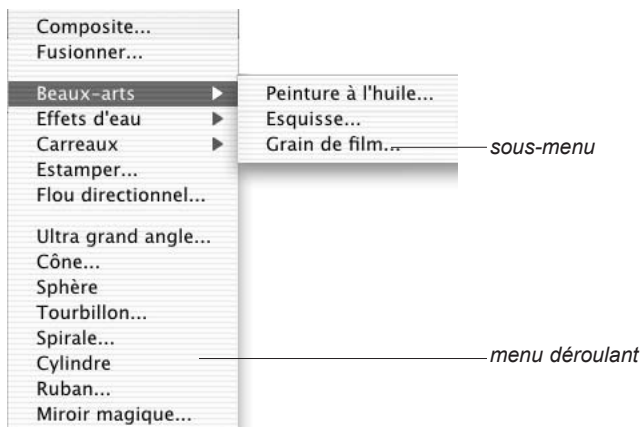 Composite...
Fusionner...
Beaux-arts
Effets d'eau
Carreaux
Estamper...
Flou directionnel...
Ultra grand angle...
Cône...
Sphère
Tourbillon...
Spirale...
Cylindre
Ruban...
Miroir magique...
Peinture à l'huile...
Esquisse...
Grain de film...
sous-menu
menu déroulant